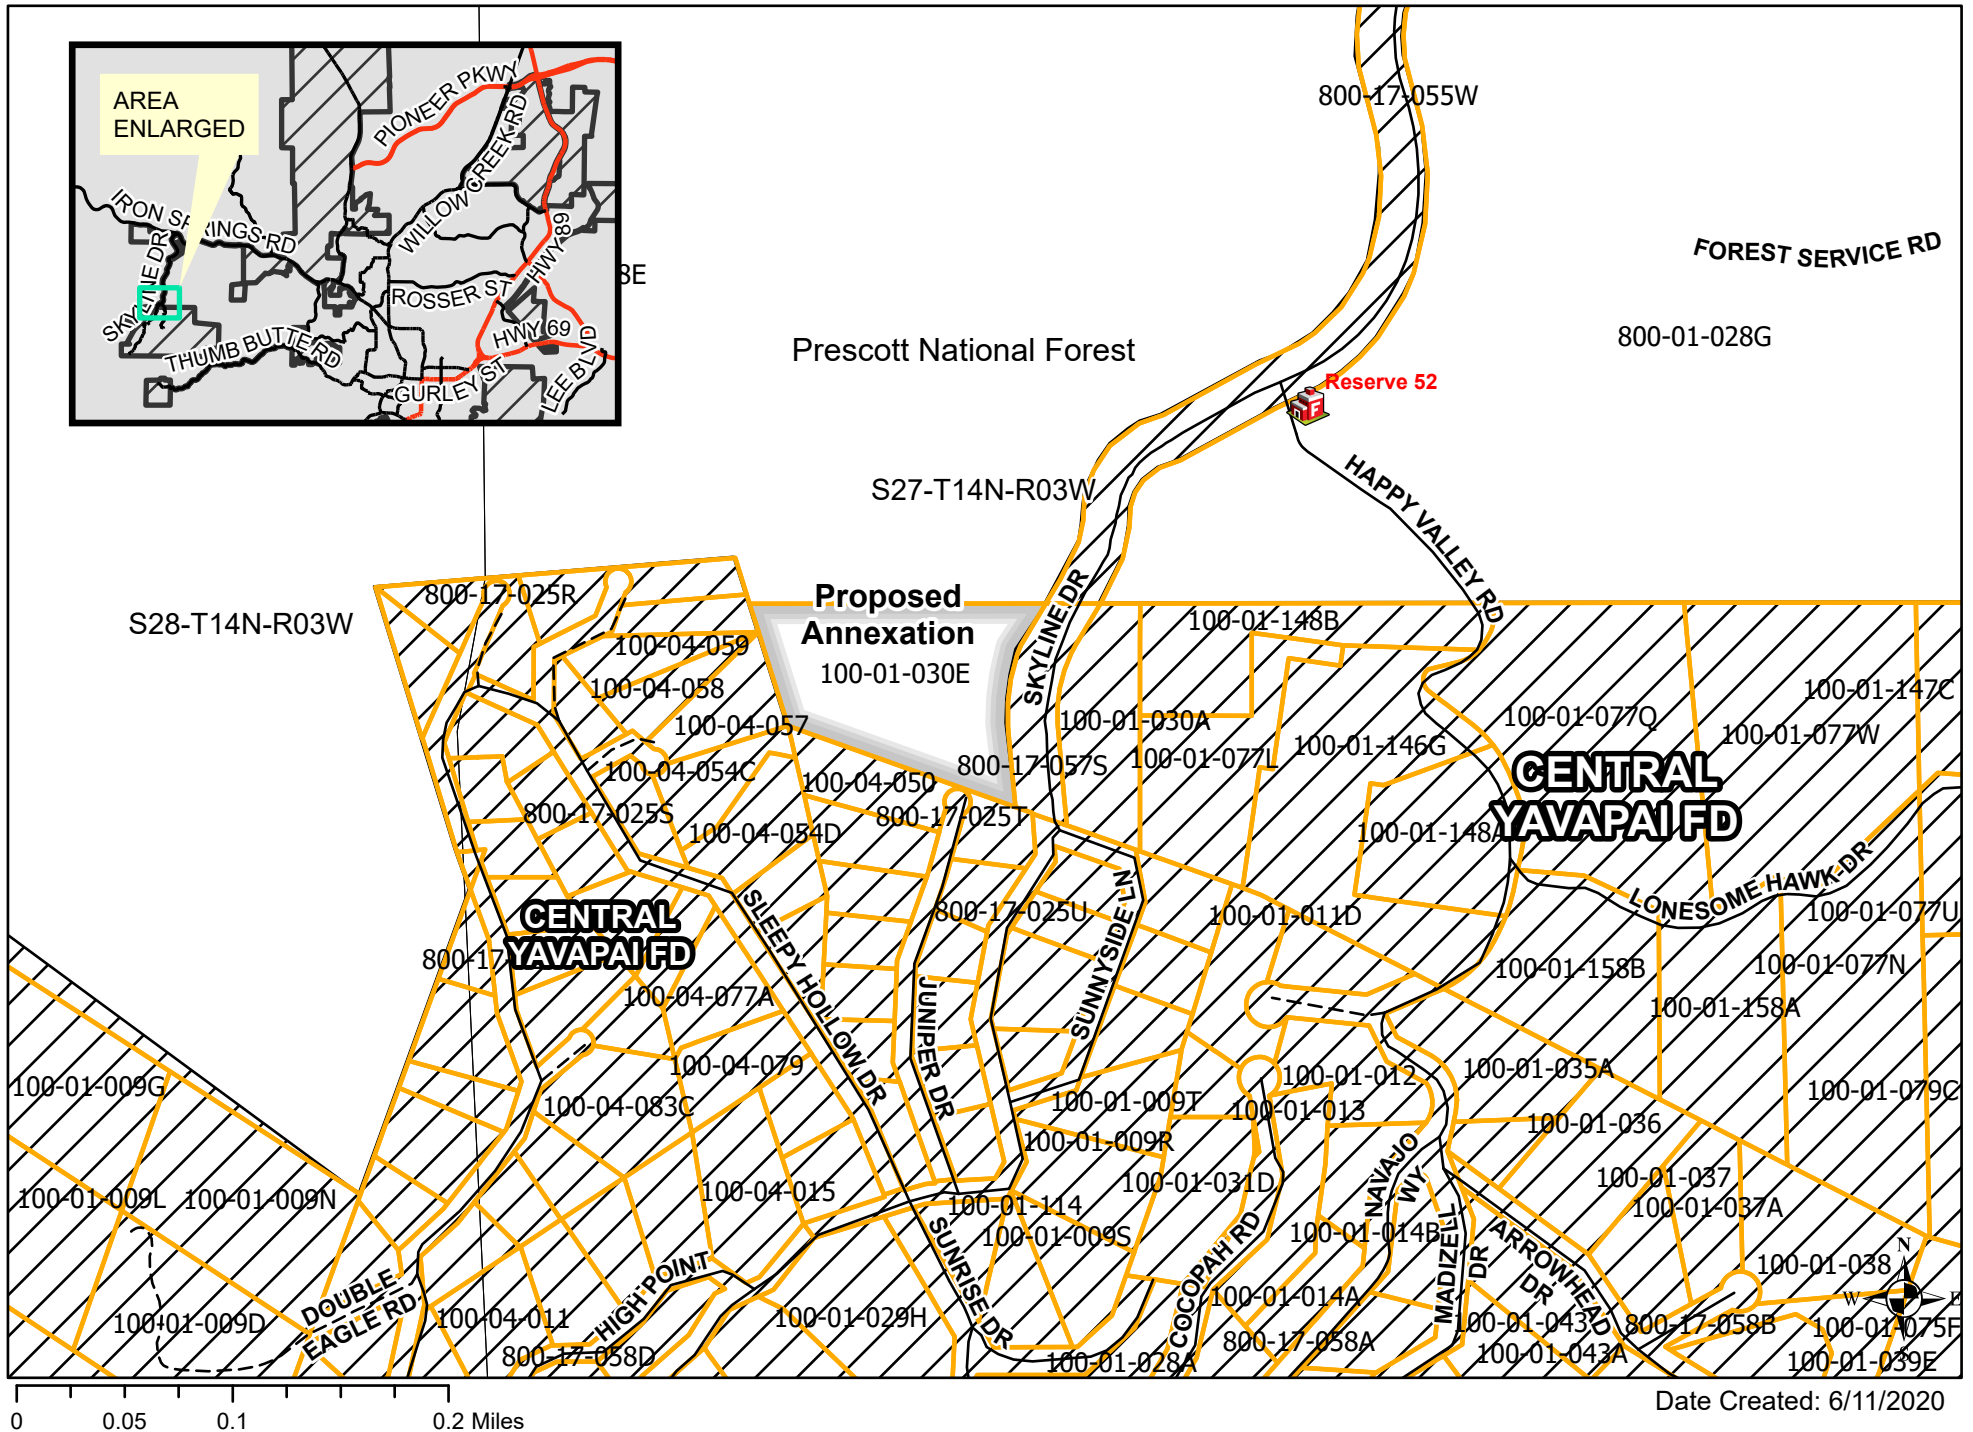 AREA
ENLARGED
PIONEER PKWY
WILLOW CREEK RD
IRON SPRINGS RD
SKYLINE DR
HWY 89
ROSSER ST
HWY 69
THUMB BUTTE RD
GURLEY ST
LEE BLVD
8E
800-17-055W
FOREST SERVICE RD
800-01-028G
Prescott National Forest
Reserve 52
S27-T14N-R03W
HAPPY VALLEY RD
S28-T14N-R03W
800-17-025R
Proposed
Annexation
100-01-030E
SKYLINE DR
100-01-148B
100-04-059
100-04-058
100-04-057
100-01-030A
100-01-077Q
100-01-147C
100-01-077W
100-01-146G
100-01-077L
800-17-057S
100-04-054C
100-04-050
CENTRAL
YAVAPAI FD
800-17-025S
800-17-025T
100-04-054D
100-01-148A
LONESOME HAWK DR
SUNNYSIDE LN
800-17-025U
100-01-011D
100-01-077U
CENTRAL
YAVAPAI FD
800-17
SLEEPY HOLLOW DR
100-01-158B
100-01-077N
100-04-077A
100-01-158A
JUNIPER DR
100-04-079
100-01-012
100-01-035A
100-01-009G
100-04-083C
100-01-009T
100-01-013
100-01-079C
100-01-036
100-01-009R
NAVAJO
WY
100-01-037
100-01-031D
100-04-015
100-01-009L
100-01-009N
100-01-114
100-01-037A
100-01-009S
100-01-014B
SUNRISE DR
COCOPAH RD
MADIZELL
DR
ARROWHEAD
DR
100-01-038
N
W
E
S
HIGH POINT
DOUBLE
EAGLE RD
100-01-014A
100-01-009D
100-04-011
100-01-029H
100-01-043
800-17-058B
100-01-075F
800-17-058A
800-17-058D
100-01-028A
100-01-043A
100-01-039E
Date Created: 6/11/2020
0 0.05 0.1 0.2 Miles